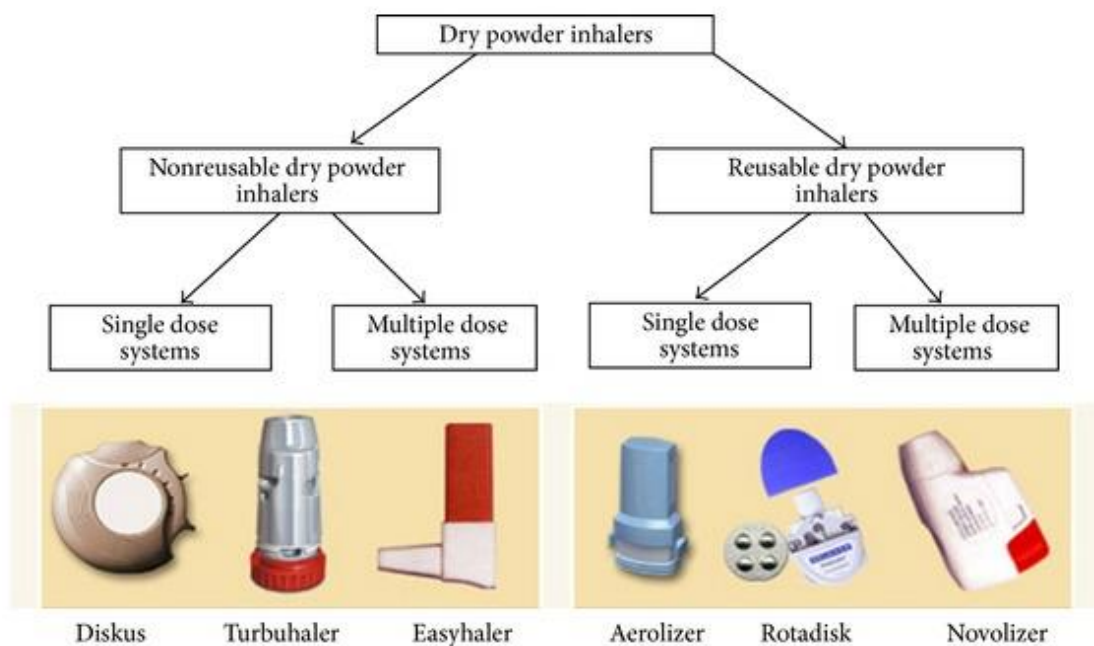 Dry powder inhalers
Nonreusable dry powder
inhalers
Reusable dry powder
inhalers
Single dose
systems
Multiple dose
systems
Single dose
systems
Multiple dose
systems
Diskus
Turbuhaler
Easyhaler
Aerolizer
Rotadisk
Novolizer